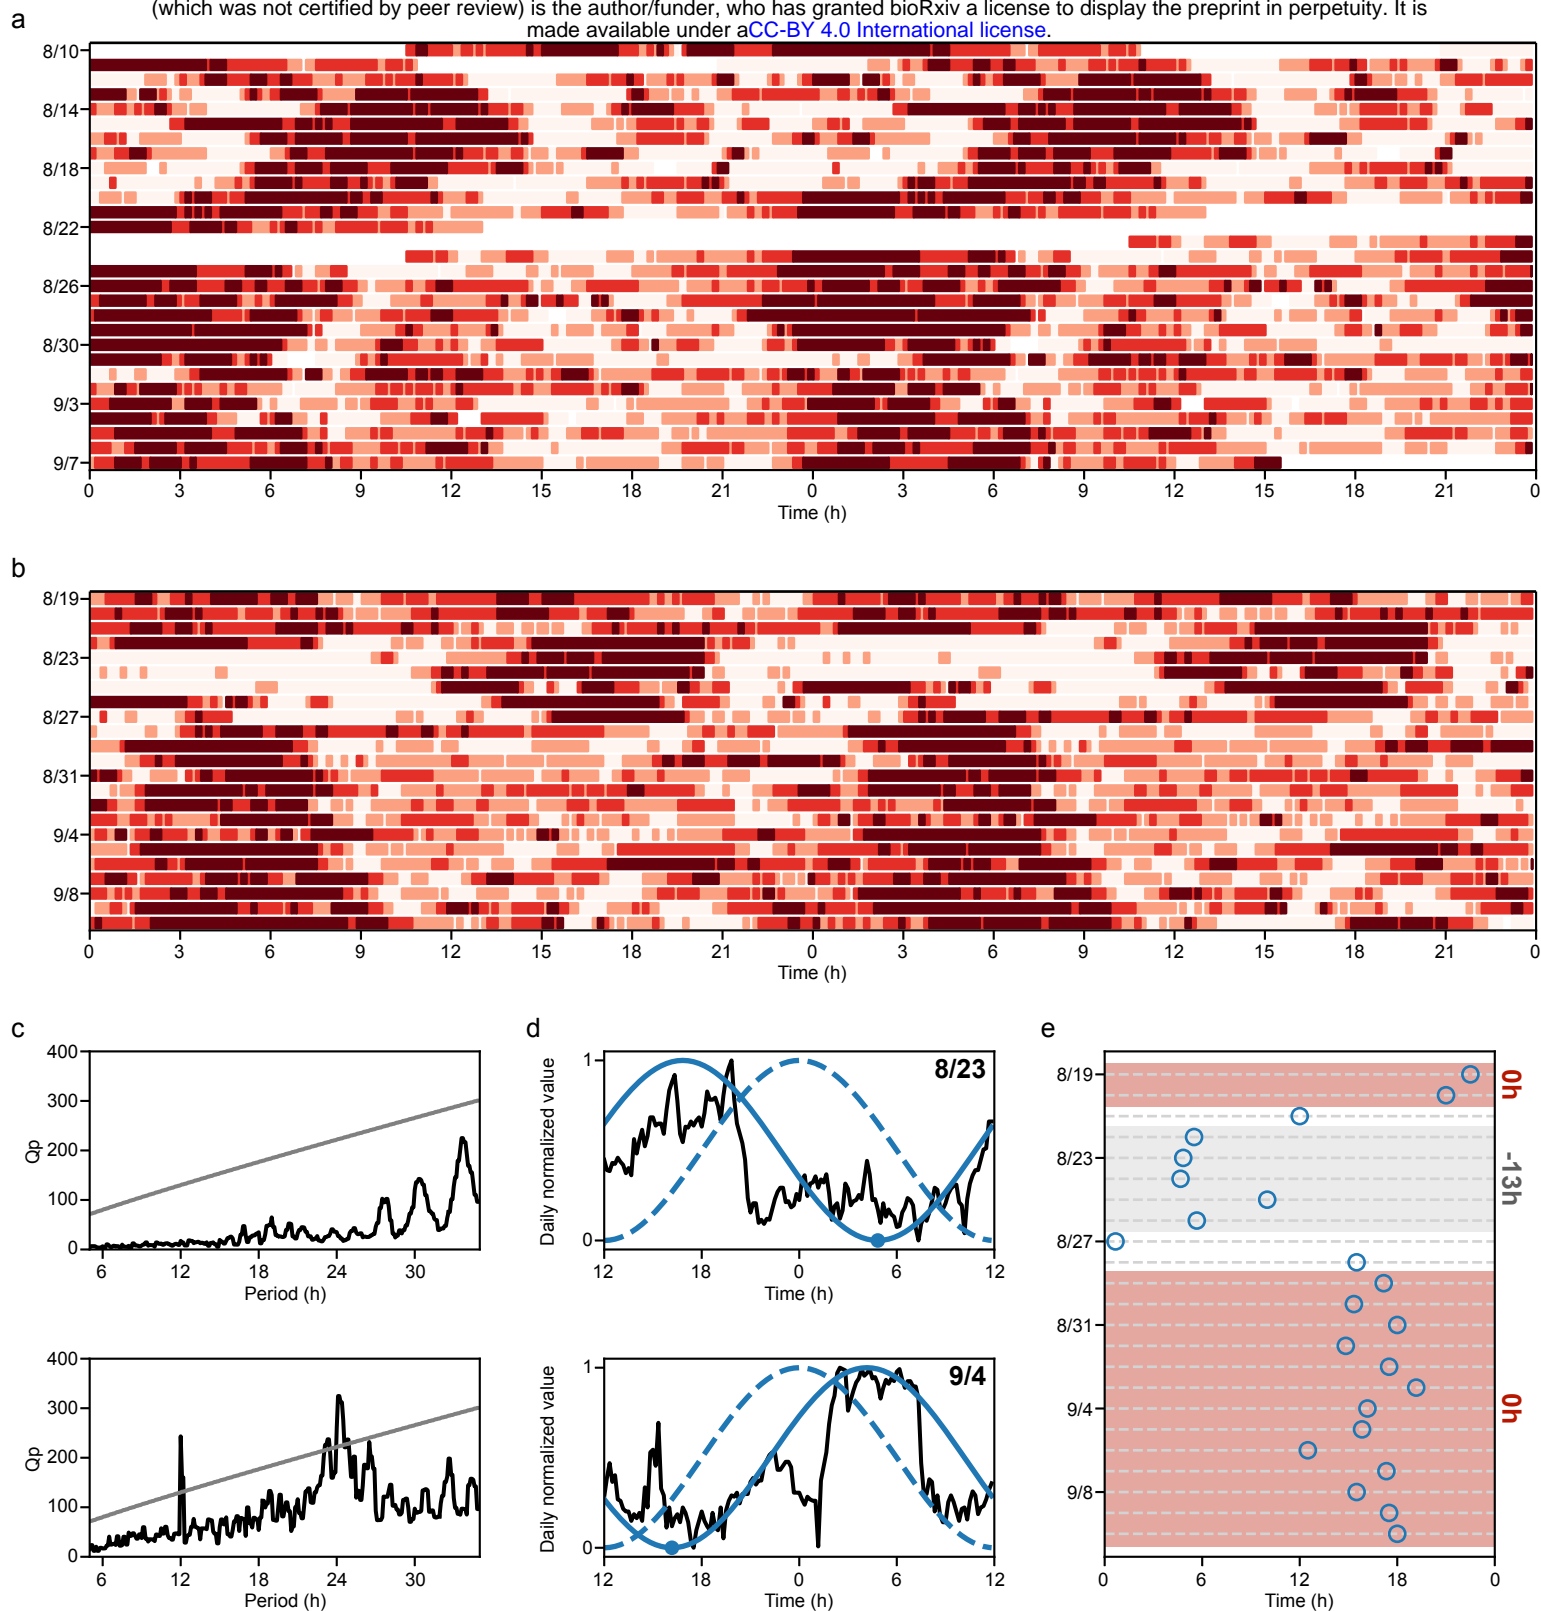 (which was not certified by peer review) is the author/funder, who has granted bioRxiv a license to display the preprint in perpetuity. It is
made available under aCC-BY 4.0 International license.
a
8/10
8/14
8/18
8/22
8/26
8/30
9/3
9/7
0 3 6 9 12 15 18 21 0 3 6 9 12 15 18 21 0
Time (h)
b
8/19
8/23
8/27
8/31
9/4
9/8
0 3 6 9 12 15 18 21 0 3 6 9 12 15 18 21 0
Time (h)
c
400
300
200
100
0
Qp
6 12 18 24 30
Period (h)
400
300
200
100
0
Qp
6 12 18 24 30
Period (h)
d
8/23
1
0
Daily normalized value
12 18 0 6 12
Time (h)
9/4
1
0
Daily normalized value
12 18 0 6 12
Time (h)
e
8/19
8/23
8/27
8/31
9/4
9/8
0h
-13h
0h
0 6 12 18 0
Time (h)